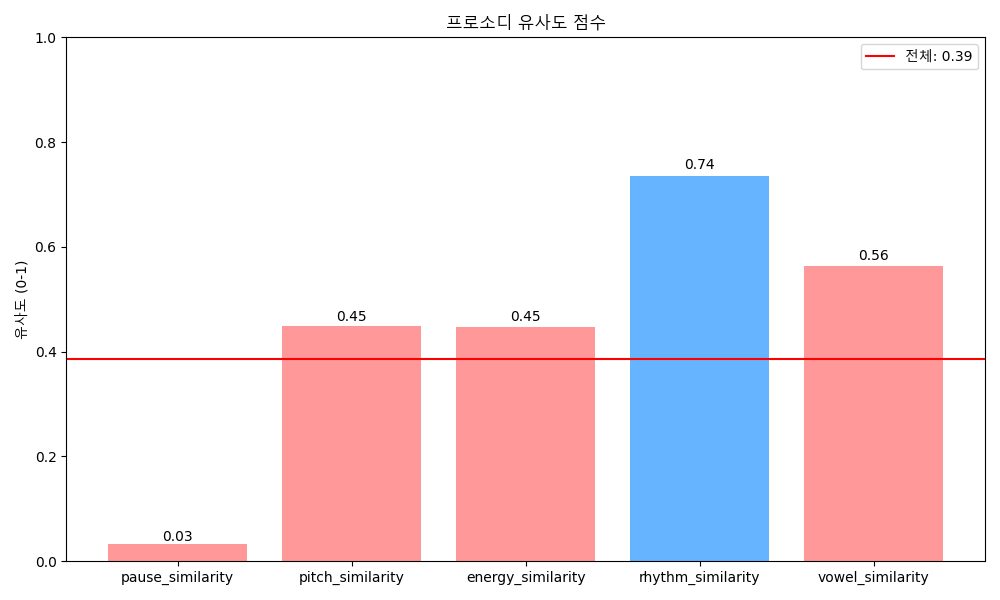 프로소디 유사도 점수
전체: 0.39
유사도 (0-1)
1.0
0.8
0.6
0.4
0.2
0.0
0.03
0.45
0.45
0.74
0.56
pause_similarity
pitch_similarity
energy_similarity
rhythm_similarity
vowel_similarity